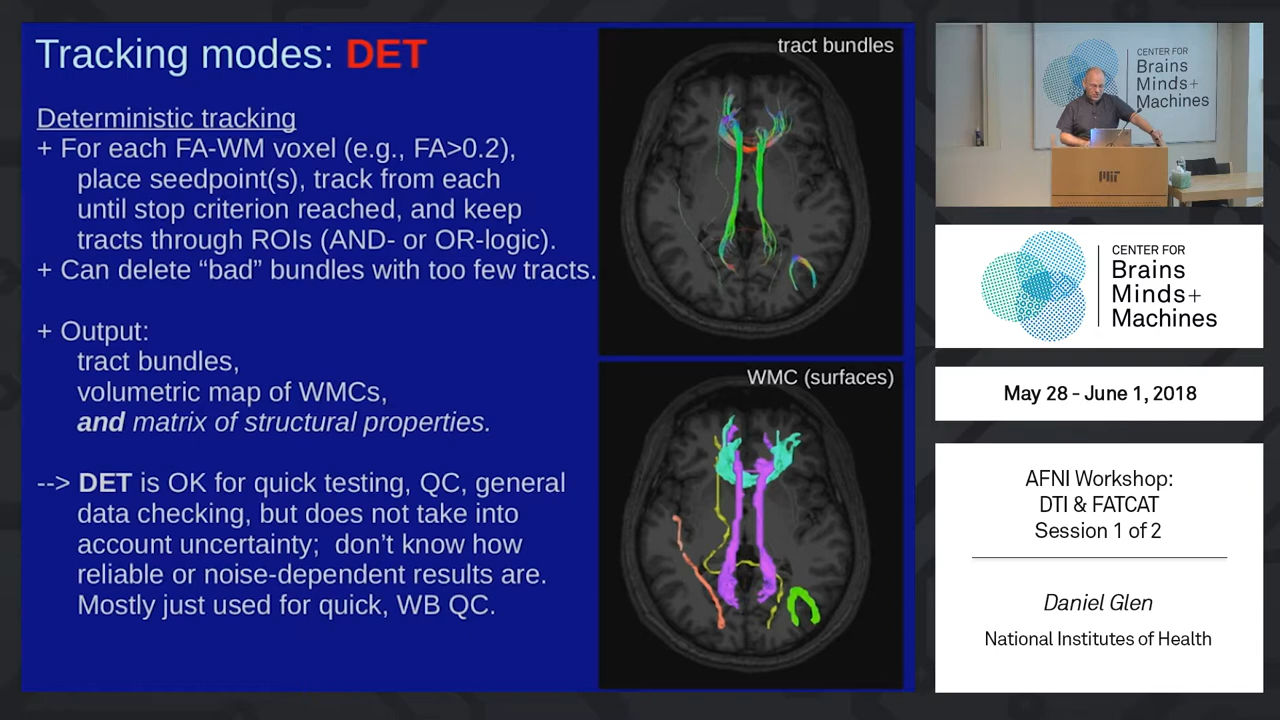 Tracking modes: DET
Deterministic tracking
+ For each FA-WM voxel (e.g., FA>0.2),
place seedpoint(s), track from each
until stop criterion reached, and keep
tracts through ROIs (AND- or OR-logic).
+ Can delete “bad” bundles with too few tracts.
+ Output:
tract bundles,
volumetric map of WMCs,
and matrix of structural properties.
--> DET is OK for quick testing, QC, general
data checking, but does not take into
account uncertainty;  don’t know how
reliable or noise-dependent results are.
Mostly just used for quick, WB QC.
tract bundles
WMC (surfaces)
CENTER FOR
Brains
Minds+
Machines
MIT
CENTER FOR
Brains
Minds+
Machines
May 28 - June 1, 2018
AFNI Workshop:
DTI & FATCAT
Session 1 of 2
Daniel Glen
National Institutes of Health